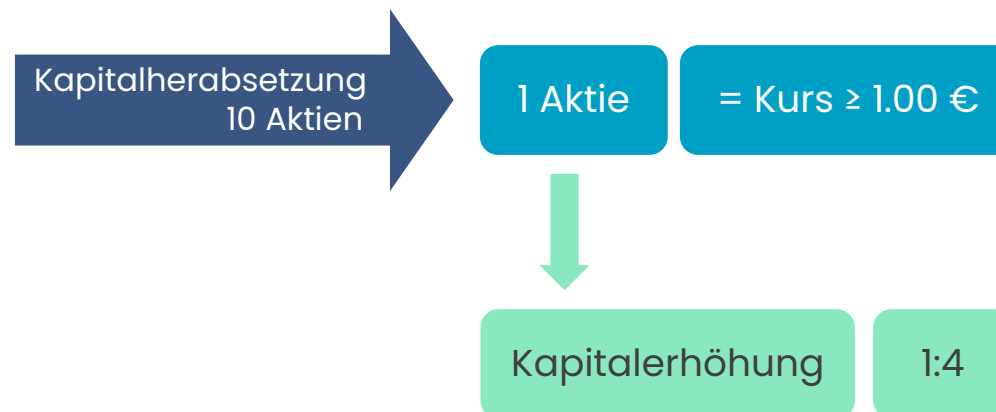 Kapitalherabsetzung
10 Aktien
1 Aktie
= Kurs ≥ 1.00 €
Kapitalerhöhung
1:4